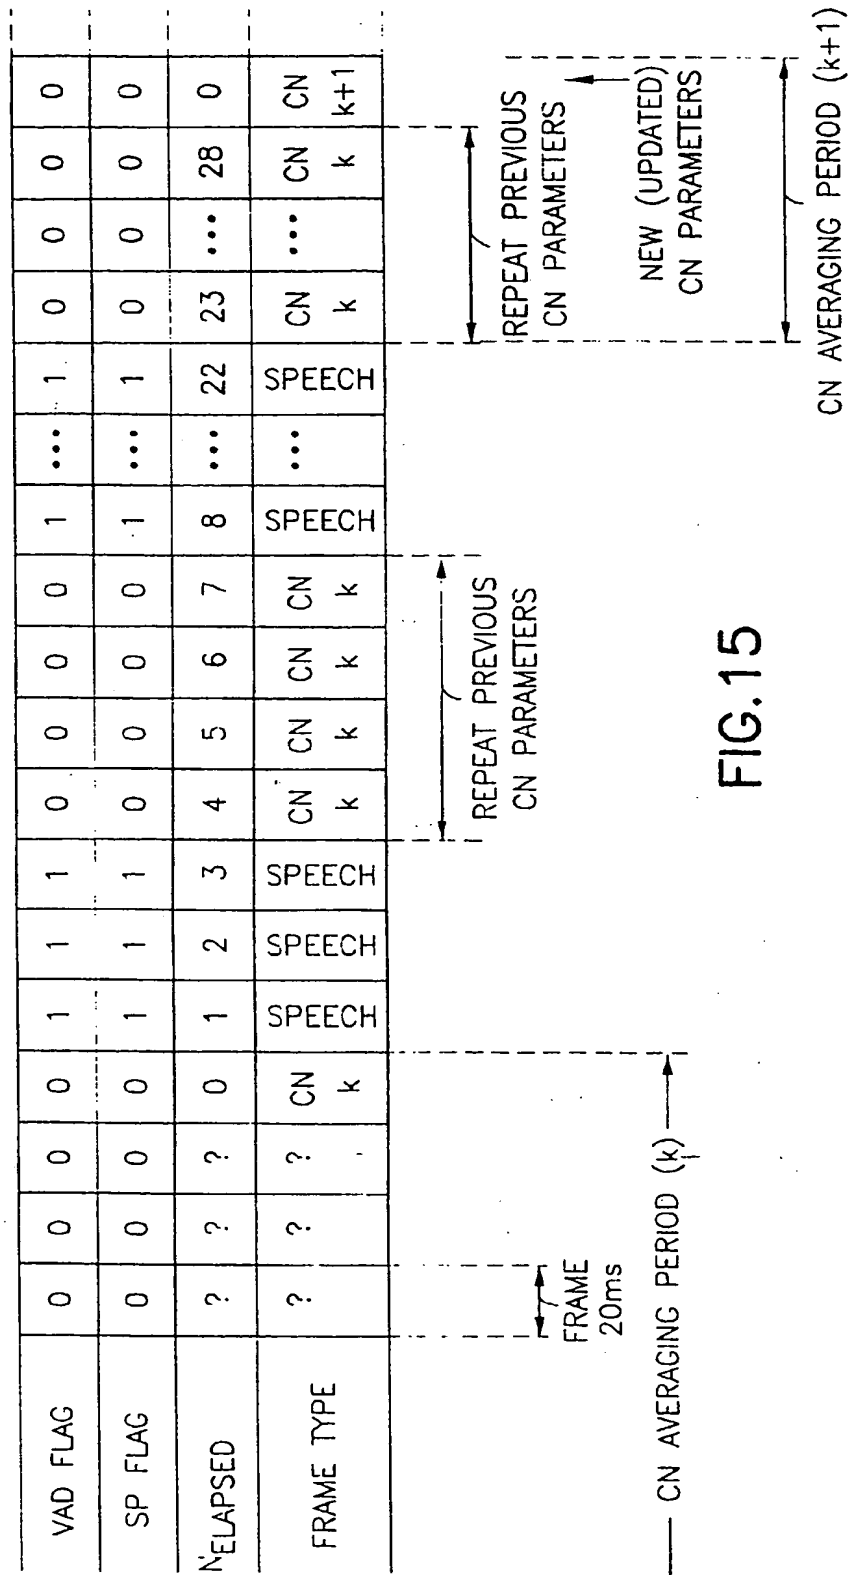 VAD FLAG 0 0 0 0 1 1 1 0 0 0 0 1 ••• 1 0 0 0 0
SP FLAG 0 0 0 0 1 1 1 0 0 0 0 1 ••• 1 0 0 0 0
NELAPSED ? ? ? 0 1 2 3 4 5 6 7 8 ••• 22 23 ••• 28 0
FRAME TYPE ? ? ? CN k SPEECH SPEECH SPEECH CN k CN k CN k CN k SPEECH ••• SPEECH CN k ••• CN k CN k+1
FRAME
20ms
REPEAT PREVIOUS
CN PARAMETERS
REPEAT PREVIOUS
CN PARAMETERS
NEW (UPDATED)
CN PARAMETERS
CN AVERAGING PERIOD (k)
CN AVERAGING PERIOD (k+1)
FIG.15